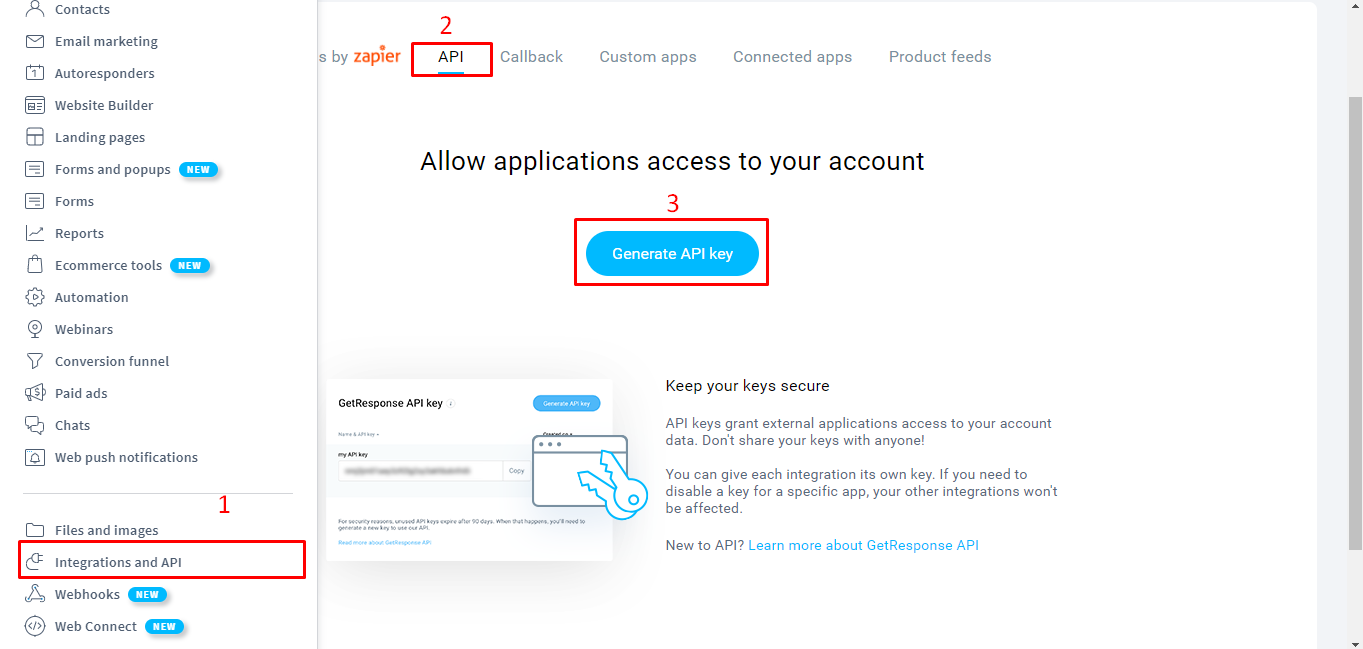 Contacts
Email marketing
Autoresponders
Website Builder
Landing pages
Forms and popups NEW
Forms
Reports
Ecommerce tools NEW
Automation
Webinars
Conversion funnel
Paid ads
Chats
Web push notifications
1
Files and images
Integrations and API
Webhooks NEW
Web Connect NEW
2
s by zapier API Callback Custom apps Connected apps Product feeds
Allow applications access to your account
3
Generate API key
GetResponse API key Generate API key
Name & API key Created on
my API key
Copy
For security reasons, unused API keys expire after 90 days. When that happens, you'll need to
generate a new key to use our API.
Read more about GetResponse API
Keep your keys secure
API keys grant external applications access to your account
data. Don't share your keys with anyone!
You can give each integration its own key. If you need to
disable a key for a specific app, your other integrations won't
be affected.
New to API? Learn more about GetResponse API